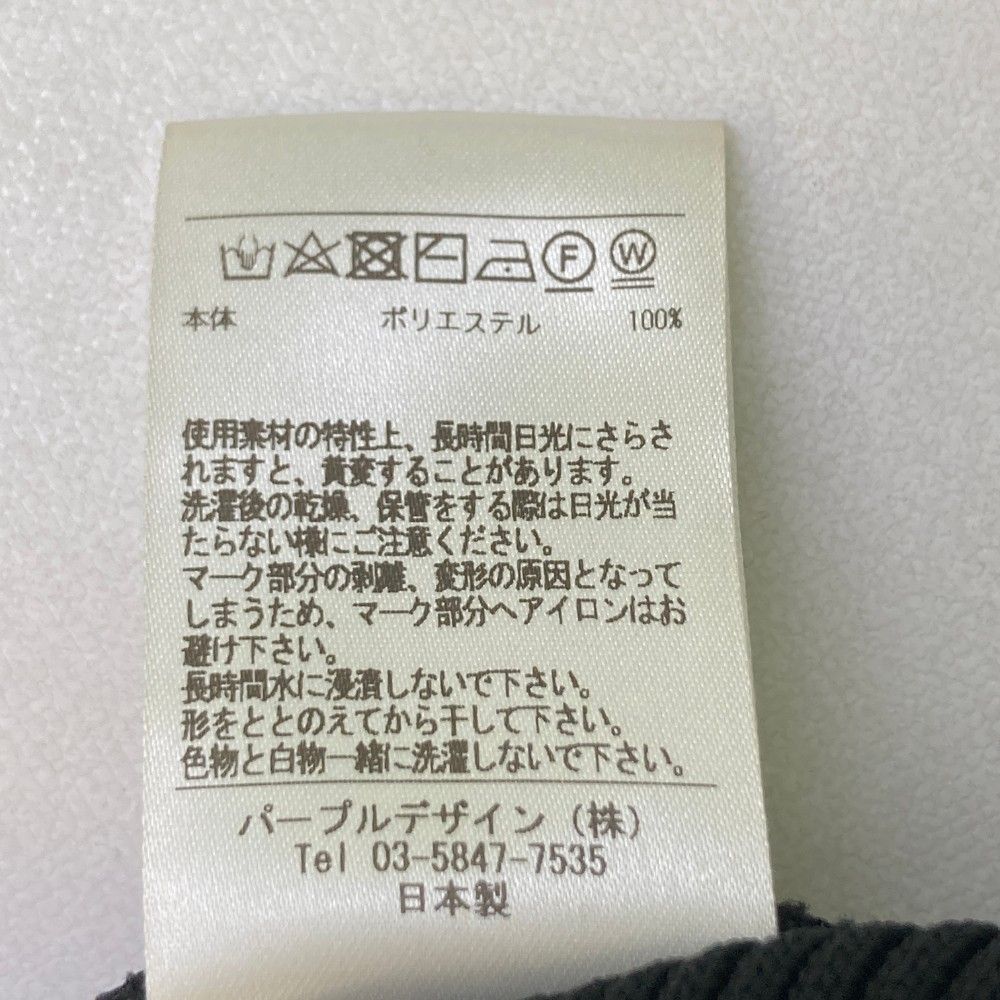 F W
本体 ポリエステル 100%
使用素材の特性上、長時間日光にさらさ
れますと、黄変することがあります。
洗濯後の乾燥、保管をする際は日光が当
たらない様にご注意ください。
マーク部分の剥離、変形の原因となって
しまうため、マーク部分へアイロンはお
避け下さい。
長時間水に浸漬しないで下さい。
形をととのえてから干して下さい。
色物と白物一緒に洗濯しないで下さい。
パープルデザイン(株)
Tel 03-5847-7535
日本製